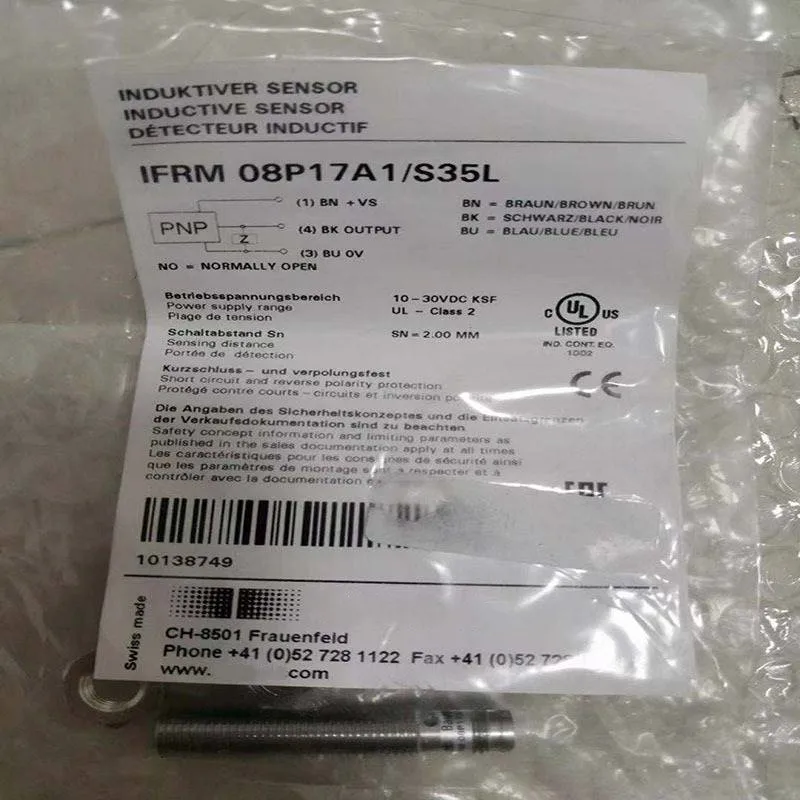 INDUKTIVER SENSOR
INDUCTIVE SENSOR
DÉTECTEUR INDUCTIF
IFRM 08P17A1/S35L
PNP
Z
(1) BN +VS
(4) BK OUTPUT
(3) BU 0V
NO = NORMALLY OPEN
BN = BRAUN/BROWN/BRUN
BK = SCHWARZ/BLACK/NOIR
BU = BLAU/BLUE/BLEU
Betriebsspannungsbereich 10-30VDC KSF
Power supply range UL - Class 2
Plage de tension
Schaltabstand Sn SN = 2.00 MM
Sensing distance
Portée de détection
C UL US
LISTED
IND. CONT. EQ.
1DD2
Kurzschluss - und verpolungsfest
Short circuit and reverse polarity protection
Protégé contre courts - circuits et inversion polarité
CE
Die Angaben des Sicherheitskonzeptes und die Einsatzgrenzen
der Verkaufsdokumentation sind zu beachten
Safety concept information and limiting parameters as
published in the sales documentation apply at all times
Les caractéristiques pour les de sécurité ainsi
que les paramètres de montage sont à respecter et à
contrôler avec la documentation
10138749
Swiss made
CH-8501 Frauenfeld
Phone +41 (0)52 728 1122 Fax +41 (0)52
www. com